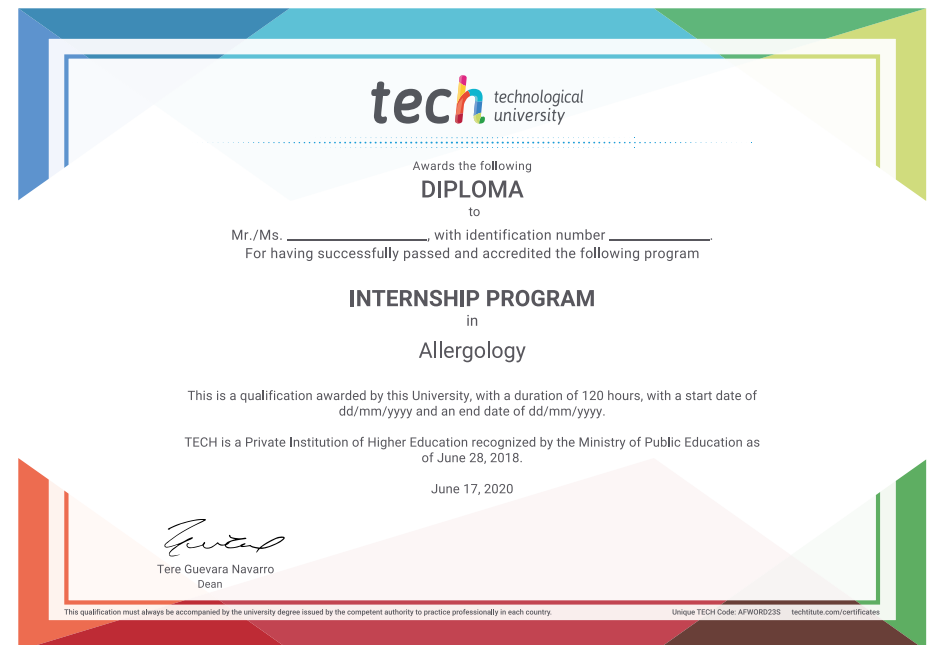 tech technological
university
Awards the following
DIPLOMA
to
Mr./Ms. ____________________, with identification number ______________.
For having successfully passed and accredited the following program
INTERNSHIP PROGRAM
in
Allergology
This is a qualification awarded by this University, with a duration of 120 hours, with a start date of
dd/mm/yyyy and an end date of dd/mm/yyyy.
TECH is a Private Institution of Higher Education recognized by the Ministry of Public Education as
of June 28, 2018.
June 17, 2020
Tere Guevara Navarro
Dean
This qualification must always be accompanied by the university degree issued by the competent authority to practice professionally in each country. Unique TECH Code: AFWORD23S techtitute.com/certificates